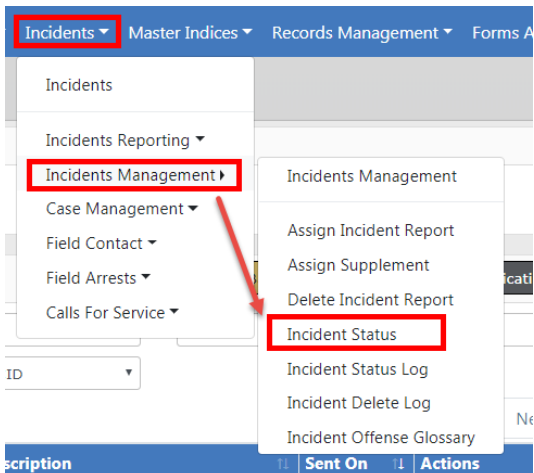 Incidents Master Indices Records Management Forms A
Incidents
Incidents Reporting
Incidents Management
Case Management
Field Contact
Field Arrests
Calls For Service
Incidents Management
Assign Incident Report
Assign Supplement
Delete Incident Report
Incident Status
Incident Status Log
Incident Delete Log
Incident Offense Glossary
icati
ID
Ne
scription Sent On Actions